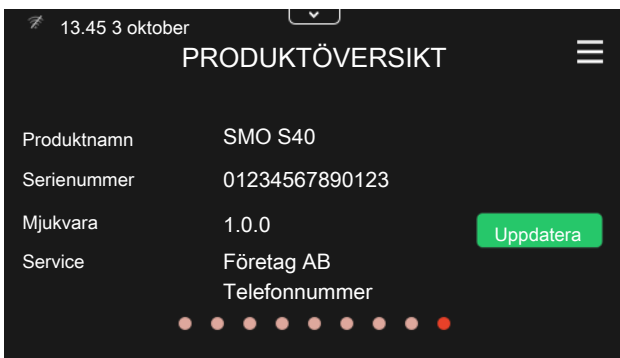 13.45 3 oktober
PRODUKTÖVERSIKT
Produktnamn SMO S40
Serienummer 01234567890123
Mjukvara 1.0.0 Uppdatera
Service Företag AB
Telefonnummer